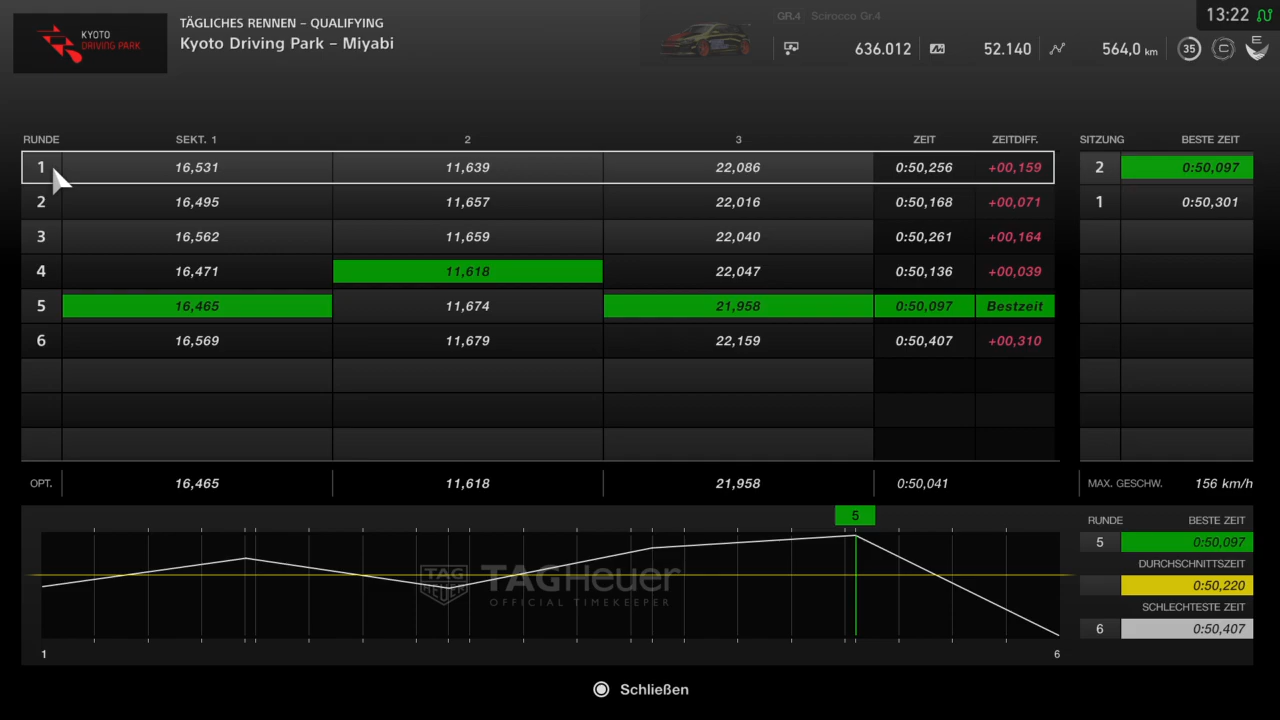 KYOTO
DRIVING PARK
TÄGLICHES RENNEN – QUALIFYING
Kyoto Driving Park – Miyabi
GR.4 Scirocco Gr.4
636.012 52.140 564,0 km 35 C E
13:22
RUNDE SEKT. 1 2 3 ZEIT ZEITDIFF.
1 16,531 11,639 22,086 0:50,256 +00,159
2 16,495 11,657 22,016 0:50,168 +00,071
3 16,562 11,659 22,040 0:50,261 +00,164
4 16,471 11,618 22,047 0:50,136 +00,039
5 16,465 11,674 21,958 0:50,097 Bestzeit
6 16,569 11,679 22,159 0:50,407 +00,310
OPT. 16,465 11,618 21,958 0:50,041
SITZUNG BESTE ZEIT
2 0:50,097
1 0:50,301
MAX. GESCHW. 156 km/h
5
TAG HEUER
TAGHeuer
OFFICIAL TIMEKEEPER
1 6
RUNDE BESTE ZEIT
5 0:50,097
DURCHSCHNITTSZEIT
0:50,220
SCHLECHTESTE ZEIT
6 0:50,407
Schließen